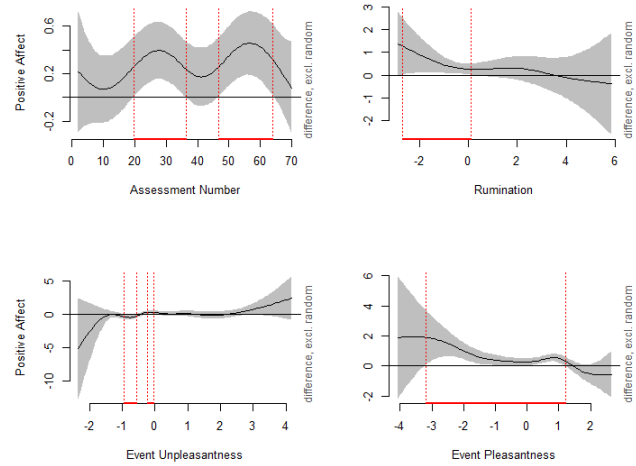 Positive Affect
-0.2 0.2 0.6
0 10 20 30 40 50 60 70
Assessment Number
difference, excl. random
-2 -1 0 1 2 3
-2 0 2 4 6
Rumination
difference, excl. random
Positive Affect
-10 -5 0 5
-2 -1 0 1 2 3 4
Event Unpleasantness
difference, excl. random
-2 0 2 4 6
-4 -3 -2 -1 0 1 2
Event Pleasantness
difference, excl. random